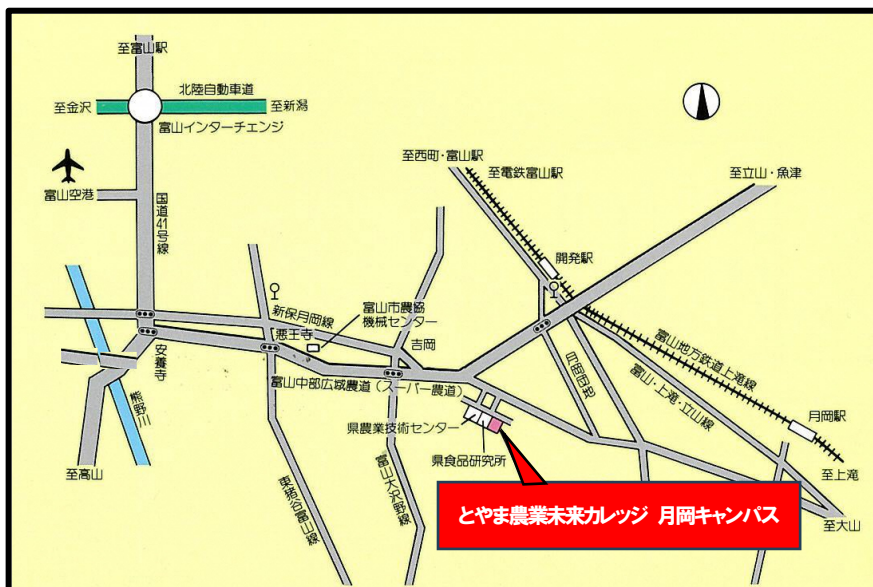 至富山駅
北陸自動車道
至金沢
至新潟
富山インターチェンジ
至西町・富山駅
至電鉄富山駅
至立山・魚津
富山空港
国道41号線
開発駅
新保月岡線
富山市農協
機械センター
悪王寺
吉岡
安養寺
富山中部広域農道（スーパー農道）
月岡団地
富山地方鉄道上滝線
富山・上滝・立山線
月岡駅
熊野川
県農業技術センター
県食品研究所
至上滝
至高山
東猪谷富山線
富山大沢野線
とやま農業未来カレッジ 月岡キャンパス
至大山